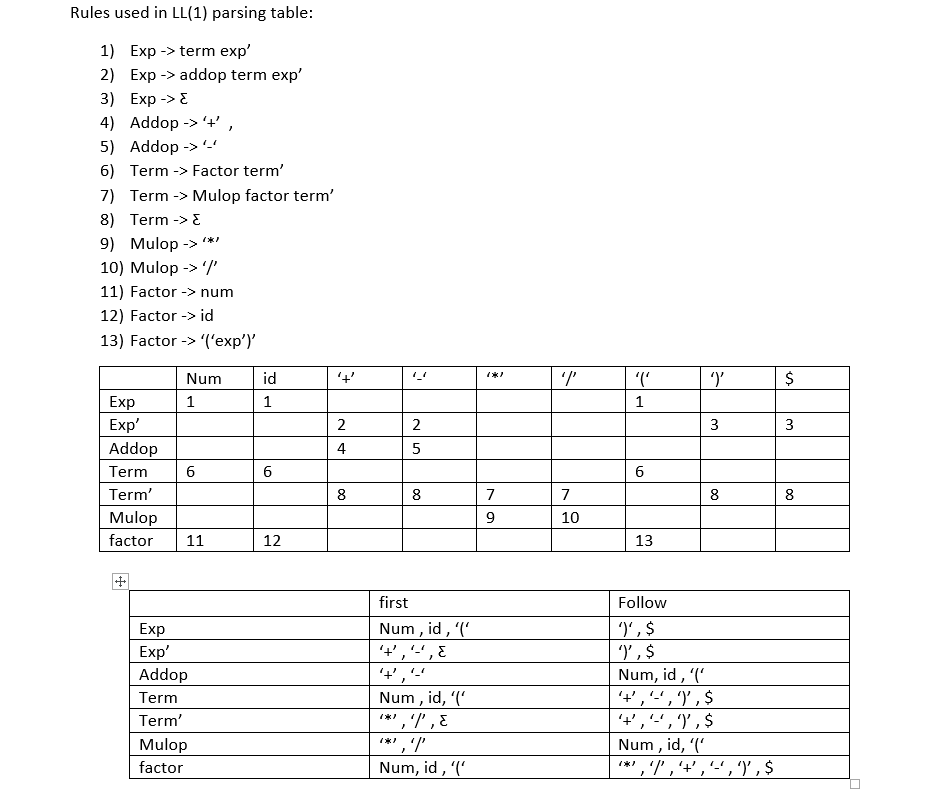 Rules used in LL(1) parsing table:
1) Exp -> term exp’
2) Exp -> addop term exp’
3) Exp -> Ɛ
4) Addop -> ‘+’ ,
5) Addop -> ‘-‘
6) Term -> Factor term’
7) Term -> Mulop factor term’
8) Term -> Ɛ
9) Mulop -> ‘*’
10) Mulop -> ‘/’
11) Factor -> num
12) Factor -> id
13) Factor -> ‘(‘exp’)’
Num id ‘+’ ‘-‘ ‘*’ ‘/’ ‘(‘ ‘)’ $
Exp 1 1 1
Exp’ 2 2 3 3
Addop 4 5
Term 6 6 6
Term’ 8 8 7 7 8 8
Mulop 9 10
factor 11 12 13
first Follow
Exp Num , id , ‘(‘ ‘)‘ , $
Exp’ ‘+’ , ‘-‘ , Ɛ ‘)’ , $
Addop ‘+’ , ‘-‘ Num, id , ‘(‘
Term Num , id, ‘(‘ ‘+’ , ‘-‘ , ‘)’ , $
Term’ ‘*’ , ‘/’ , Ɛ ‘+’ , ‘-‘ , ‘)’ , $
Mulop ‘*’ , ‘/’ Num , id, ‘(‘
factor Num, id , ‘(‘ ‘*’ , ‘/’ , ‘+’ , ‘-‘ , ‘)’ , $